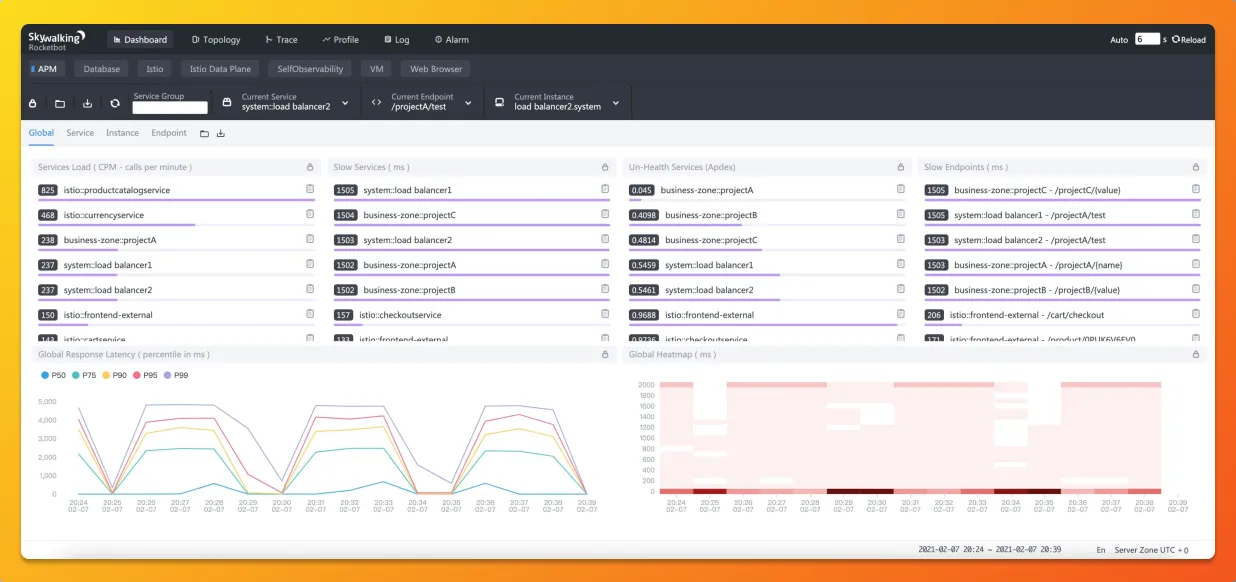 Skywalking
Rocketbot
Dashboard Topology Trace Profile Log Alarm
Auto 6 s Reload
APM Database Istio Istio Data Plane SelfObservability VM Web Browser
Service Group
Current Service
system::load balancer2
Current Endpoint
/projectA/test
Current Instance
load balancer2.system
Global Service Instance Endpoint
Services Load ( CPM - calls per minute )
825 istio::productcatalogservice
468 istio::currencyservice
238 business-zone::projectA
237 system::load balancer1
237 system::load balancer2
150 istio::frontend-external
143 istio::cartservice
Slow Services ( ms )
1505 system::load balancer1
1504 business-zone::projectC
1503 system::load balancer2
1502 business-zone::projectA
1502 business-zone::projectB
157 istio::checkoutservice
133 istio::frontend-external
Un-Health Services (Apdex)
0.045 business-zone::projectA
0.4098 business-zone::projectB
0.4814 business-zone::projectC
0.5459 system::load balancer1
0.5461 system::load balancer2
0.9688 istio::frontend-external
0.9736 istio::checkoutservice
Slow Endpoints ( ms )
1505 business-zone::projectC - /projectC/{value}
1505 system::load balancer1 - /projectA/test
1503 system::load balancer2 - /projectA/test
1503 business-zone::projectA - /projectA/{name}
1502 business-zone::projectB - /projectB/{value}
206 istio::frontend-external - /cart/checkout
171 istio::frontend-external - /product/0PUK6V6EV0
Global Response Latency ( percentile in ms )
P50 P75 P90 P95 P99
5,000
4,000
3,000
2,000
1,000
0
20:24 20:25 20:26 20:27 20:28 20:29 20:30 20:31 20:32 20:33 20:34 20:35 20:36 20:37 20:38 20:39
02-07 02-07 02-07 02-07 02-07 02-07 02-07 02-07 02-07 02-07 02-07 02-07 02-07 02-07 02-07 02-07
Global Heatmap ( ms )
2000
1800
1600
1400
1200
1000
800
600
400
200
0
20:24 20:25 20:26 20:27 20:28 20:29 20:30 20:31 20:32 20:33 20:34 20:35 20:36 20:37 20:38 20:39
02-07 02-07 02-07 02-07 02-07 02-07 02-07 02-07 02-07 02-07 02-07 02-07 02-07 02-07 02-07 02-07
2021-02-07 20:24 ~ 2021-02-07 20:39 En Server Zone UTC + 0